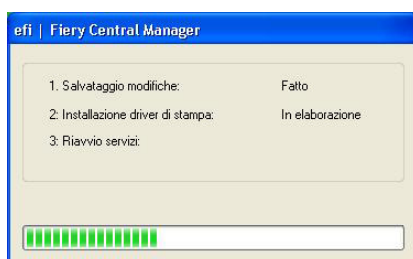 efi | Fiery Central Manager
1. Salvataggio modifiche: Fatto
2: Installazione driver di stampa: In elaborazione
3: Riavvio servizi: